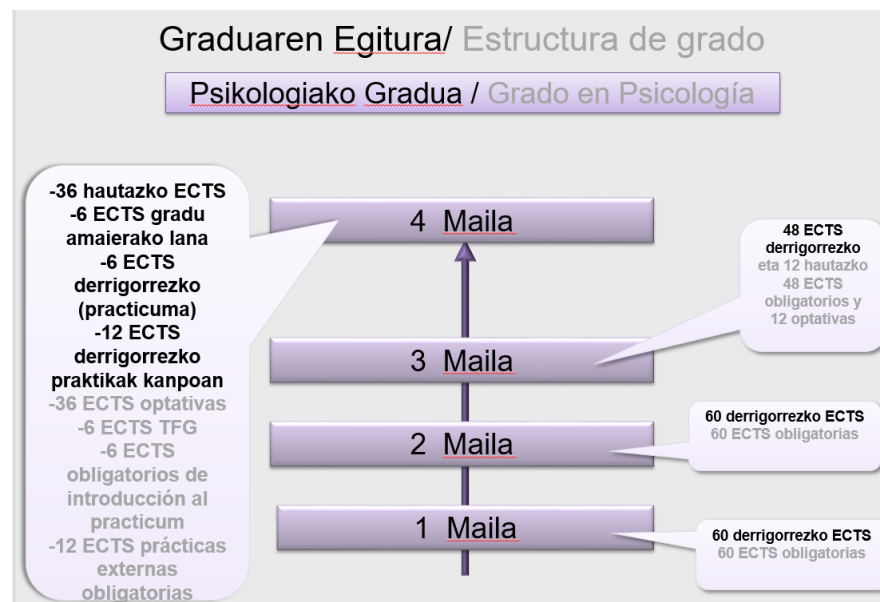 Graduaren Egitura/ Estructura de grado
Psikologiako Gradua / Grado en Psicología
-36 hautazko ECTS
-6 ECTS gradu
amaierako lana
-6 ECTS
derrigorrezko
(practicuma)
-12 ECTS
derrigorrezko
praktikak kanpoan
-36 ECTS optativas
-6 ECTS TFG
-6 ECTS
obligatorios de
introducción al
practicum
-12 ECTS prácticas
externas
obligatorias
4 Maila
48 ECTS
derrigorrezko
eta 12 hautazko
48 ECTS
obligatorios y
12 optativas
3 Maila
60 derrigorrezko ECTS
60 ECTS obligatorias
2 Maila
1 Maila
60 derrigorrezko ECTS
60 ECTS obligatorias